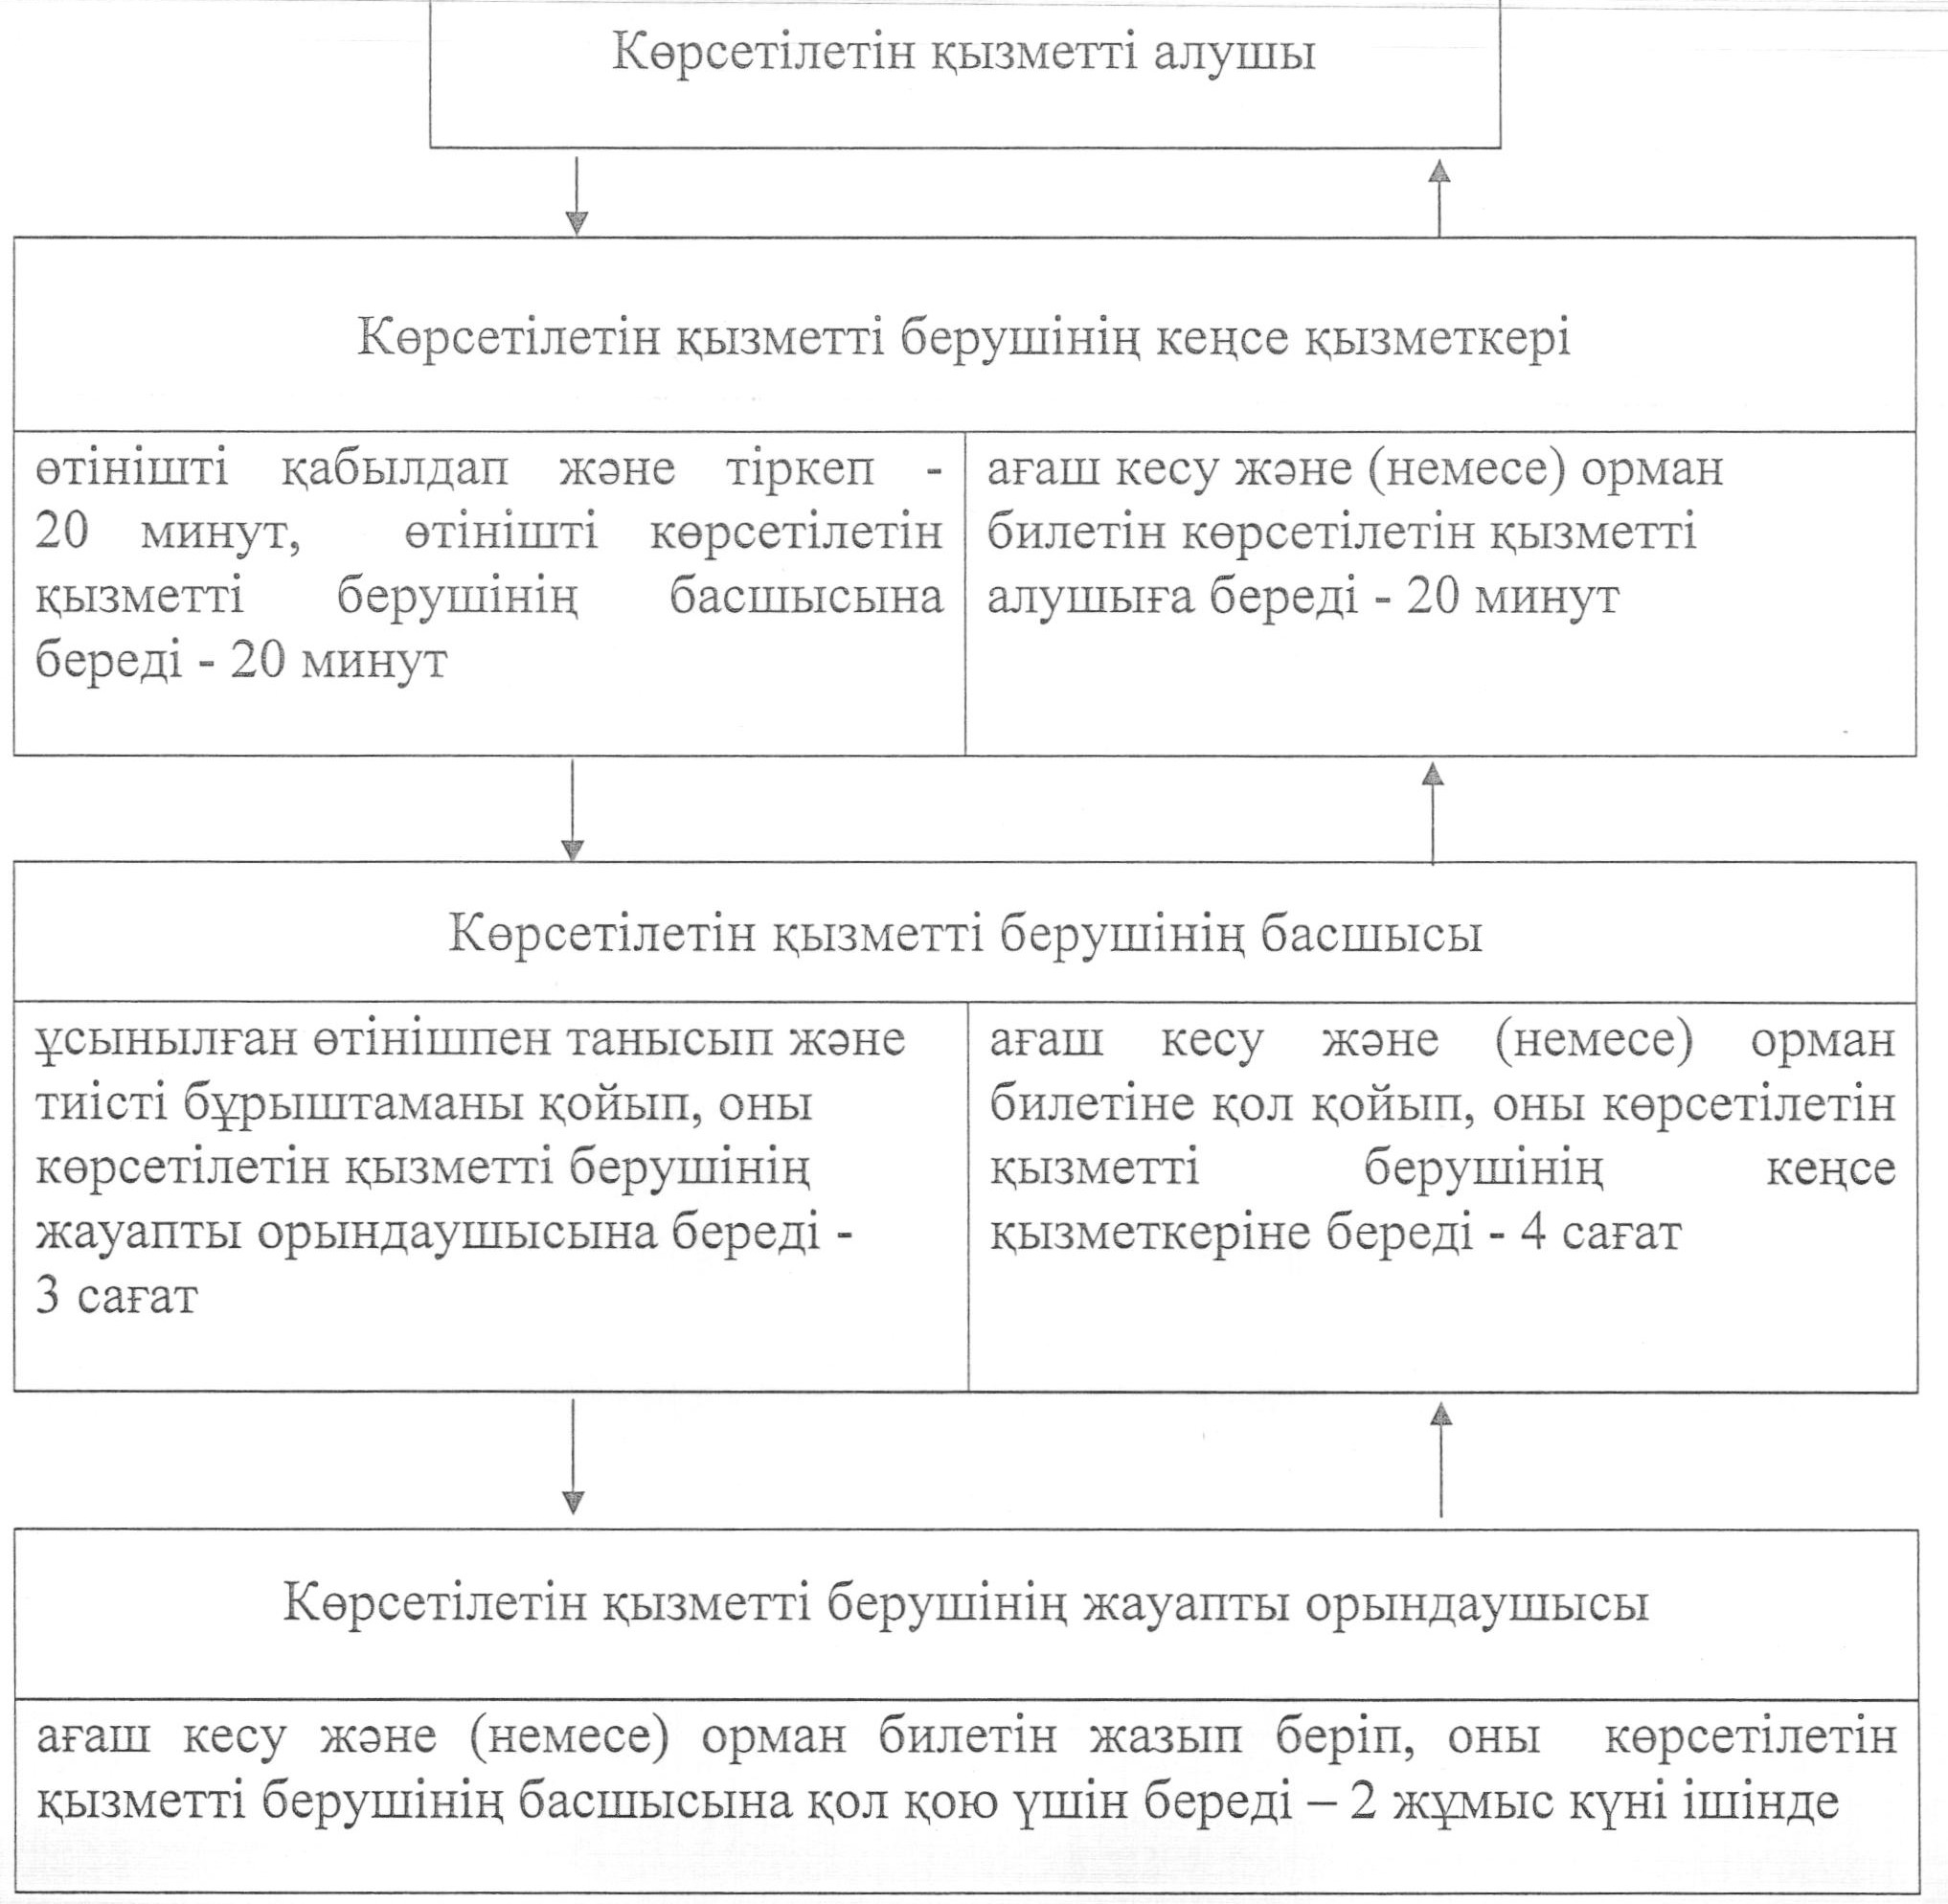 Көрсетілетін қызметті алушы
Көрсетілетін қызметті берушінің кеңсе қызметкері
өтінішті қабылдап және тіркеп -
20 минут, өтінішті көрсетілетін
қызметті берушінің басшысына
береді - 20 минут
ағаш кесу және (немесе) орман
билетін көрсетілетін қызметті
алушыға береді - 20 минут
Көрсетілетін қызметті берушінің басшысы
ұсынылған өтінішпен танысып және
тиісті бұрыштаманы қойып, оны
көрсетілетін қызметті берушінің
жауапты орындаушысына береді -
3 сағат
ағаш кесу және (немесе) орман
билетіне қол қойып, оны көрсетілетін
қызметті берушінің кеңсе
қызметкеріне береді - 4 сағат
Көрсетілетін қызметті берушінің жауапты орындаушысы
ағаш кесу және (немесе) орман билетін жазып беріп, оны көрсетілетін
қызметті берушінің басшысына қол қою үшін береді – 2 жұмыс күні ішінде